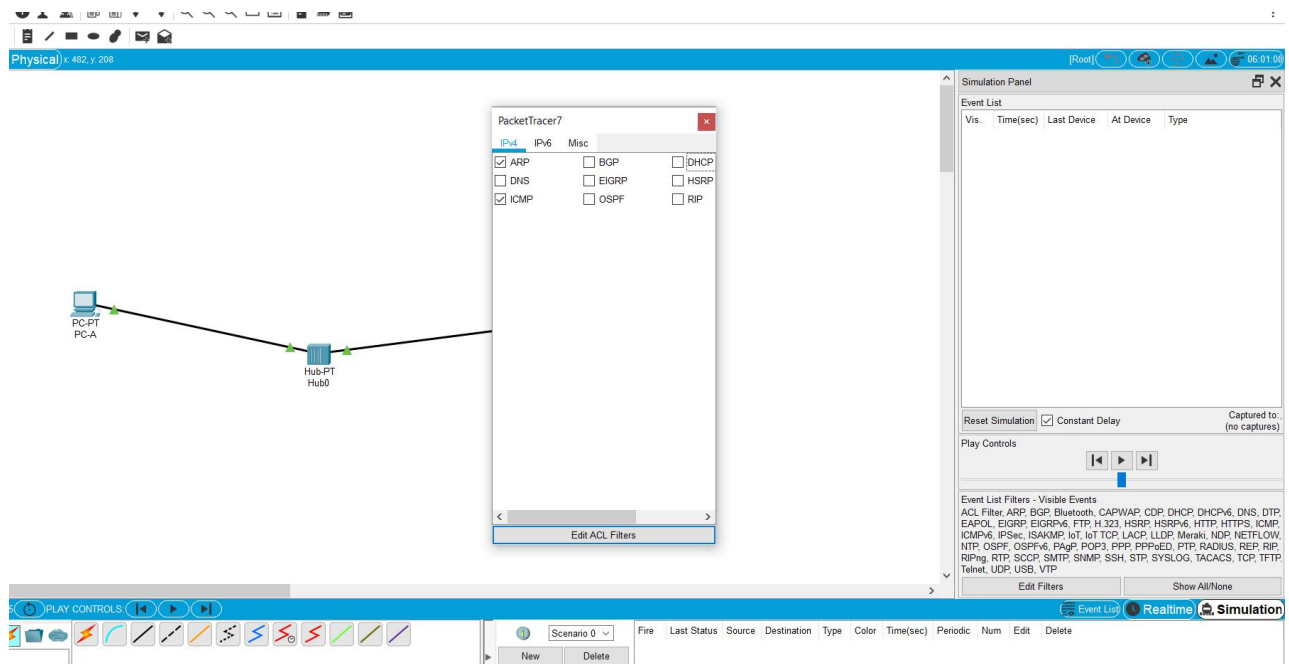 Physical x: 482, y: 208
[Root]
06:01:00
Simulation Panel
Event List
Vis. Time(sec) Last Device At Device Type
PacketTracer7
IPv4 IPv6 Misc
ARP BGP DHCP
DNS EIGRP HSRP
ICMP OSPF RIP
Edit ACL Filters
PC-PT
PC-A
Hub-PT
Hub0
Reset Simulation Constant Delay
Captured to:
(no captures)
Play Controls
Event List Filters - Visible Events
ACL Filter, ARP, BGP, Bluetooth, CAPWAP, CDP, DHCP, DHCPv6, DNS, DTP,
EAPOL, EIGRP, EIGRPv6, FTP, H.323, HSRP, HSRPv6, HTTP, HTTPS, ICMP,
ICMPv6, IPSec, ISAKMP, IoT, IoT TCP, LACP, LLDP, Meraki, NDP, NETFLOW,
NTP, OSPF, OSPFv6, PAgP, POP3, PPP, PPPoED, PTP, RADIUS, REP, RIP,
RIPng, RTP, SCCP, SMTP, SNMP, SSH, STP, SYSLOG, TACACS, TCP, TFTP,
Telnet, UDP, USB, VTP
Edit Filters Show All/None
PLAY CONTROLS:
Event List Realtime Simulation
Scenario 0
New Delete
Fire Last Status Source Destination Type Color Time(sec) Periodic Num Edit Delete